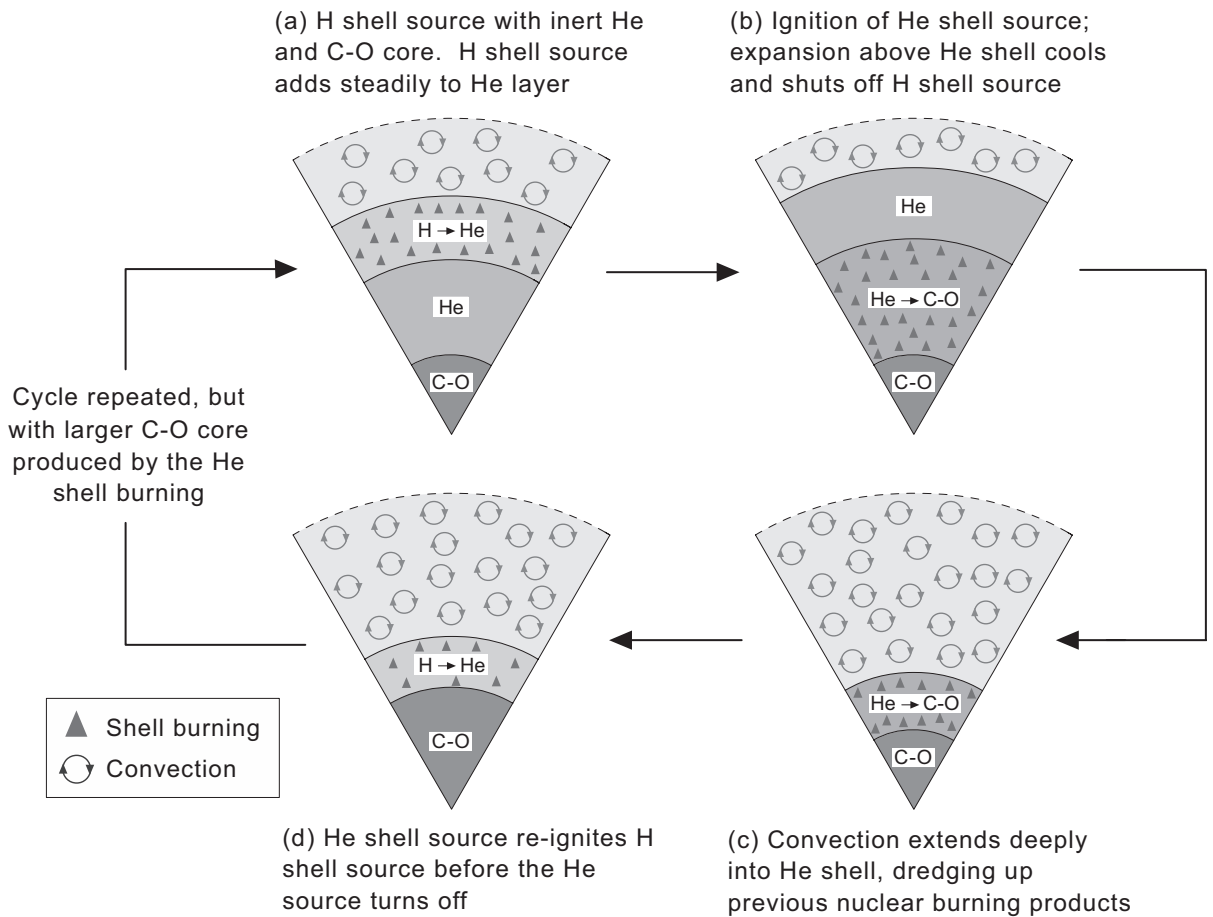 (a) H shell source with inert He
and C-O core. H shell source
adds steadily to He layer
H → He
He
C-O
(b) Ignition of He shell source;
expansion above He shell cools
and shuts off H shell source
He
He → C-O
C-O
He → C-O
C-O
(c) Convection extends deeply
into He shell, dredging up
previous nuclear burning products
H → He
C-O
(d) He shell source re-ignites H
shell source before the He
source turns off
Cycle repeated, but
with larger C-O core
produced by the He
shell burning
Shell burning
Convection